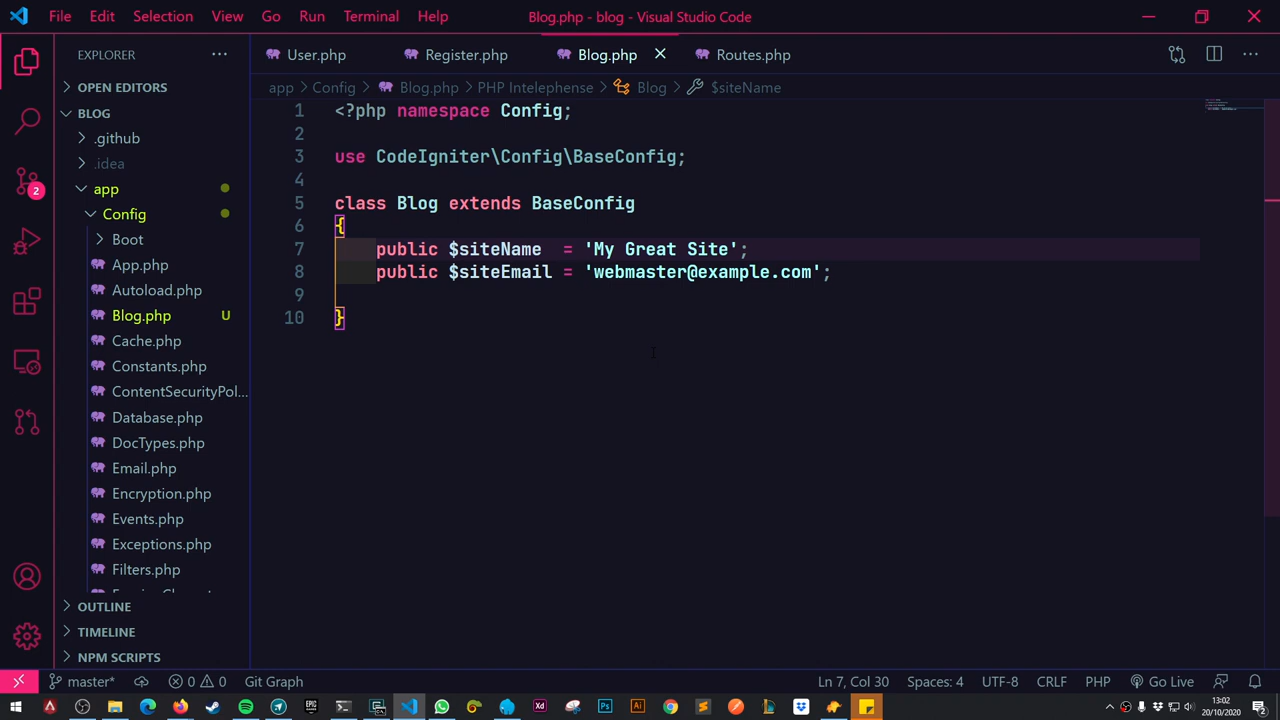 File Edit Selection View Go Run Terminal Help
Blog.php - blog - Visual Studio Code
EXPLORER
OPEN EDITORS
BLOG
.github
.idea
app
Config
Boot
App.php
Autoload.php
Blog.php U
Cache.php
Constants.php
ContentSecurityPol...
Database.php
DocTypes.php
Email.php
Encryption.php
Events.php
Exceptions.php
Filters.php
OUTLINE
TIMELINE
NPM SCRIPTS
2
User.php Register.php Blog.php Routes.php
app > Config > Blog.php > PHP Intelephense > Blog > $siteName
1 <?php namespace Config;
2
3 use CodeIgniter\Config\BaseConfig;
4
5 class Blog extends BaseConfig
6 {
7 public $siteName = 'My Great Site';
8 public $siteEmail = 'webmaster@example.com';
9
10 }
master* 0 0 Git Graph Ln 7, Col 30 Spaces: 4 UTF-8 CRLF PHP Go Live
13:02
20/10/2020